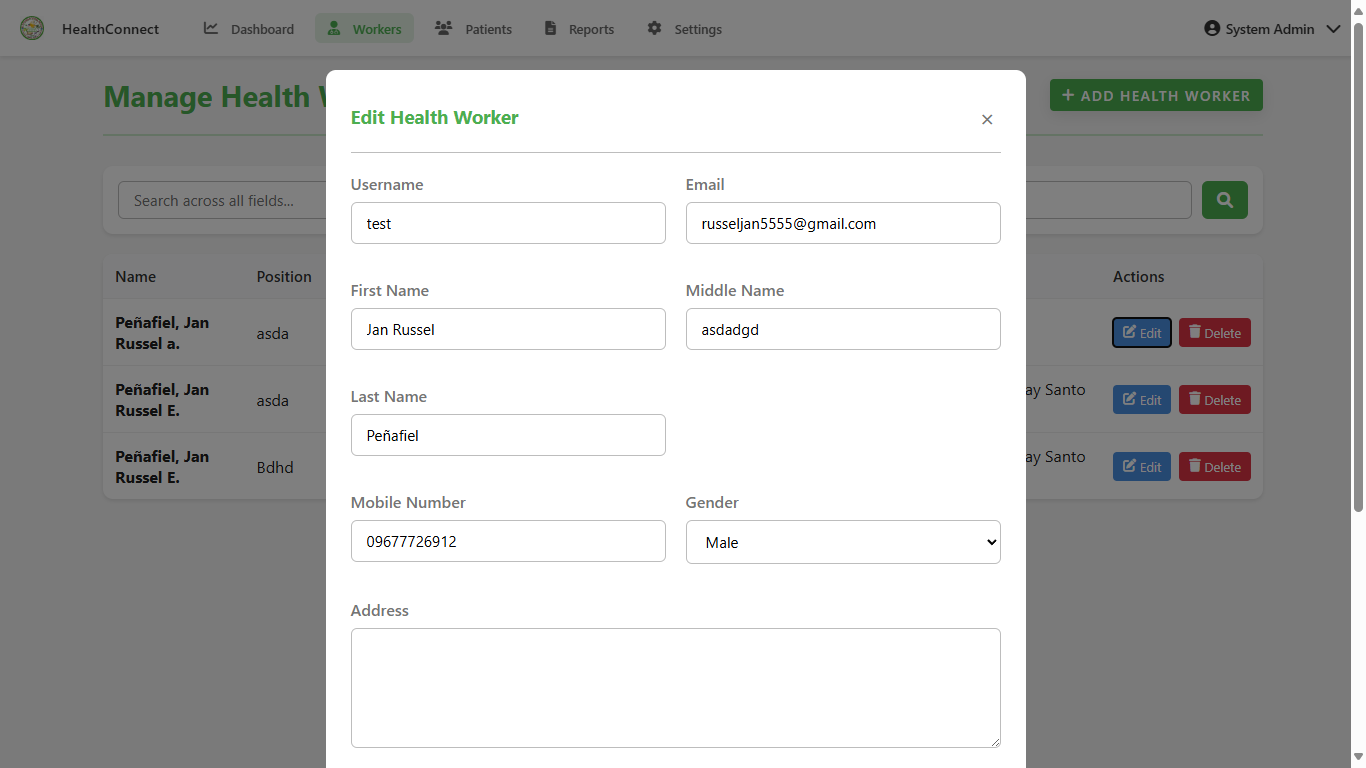 HealthConnect Dashboard Workers Patients Reports Settings System Admin
Manage Health W
+ ADD HEALTH WORKER
Edit Health Worker
×
Search across all fields...
Username Email
test russeljan5555@gmail.com
Name Position Actions
First Name Middle Name
Jan Russel asdadgd
Peñafiel, Jan
Russel a.
asda
Edit Delete
Last Name
Peñafiel
Peñafiel, Jan
Russel E.
asda
ay Santo
Edit Delete
Peñafiel, Jan
Russel E.
Bdhd
ay Santo
Edit Delete
Mobile Number Gender
09677726912 Male
Address